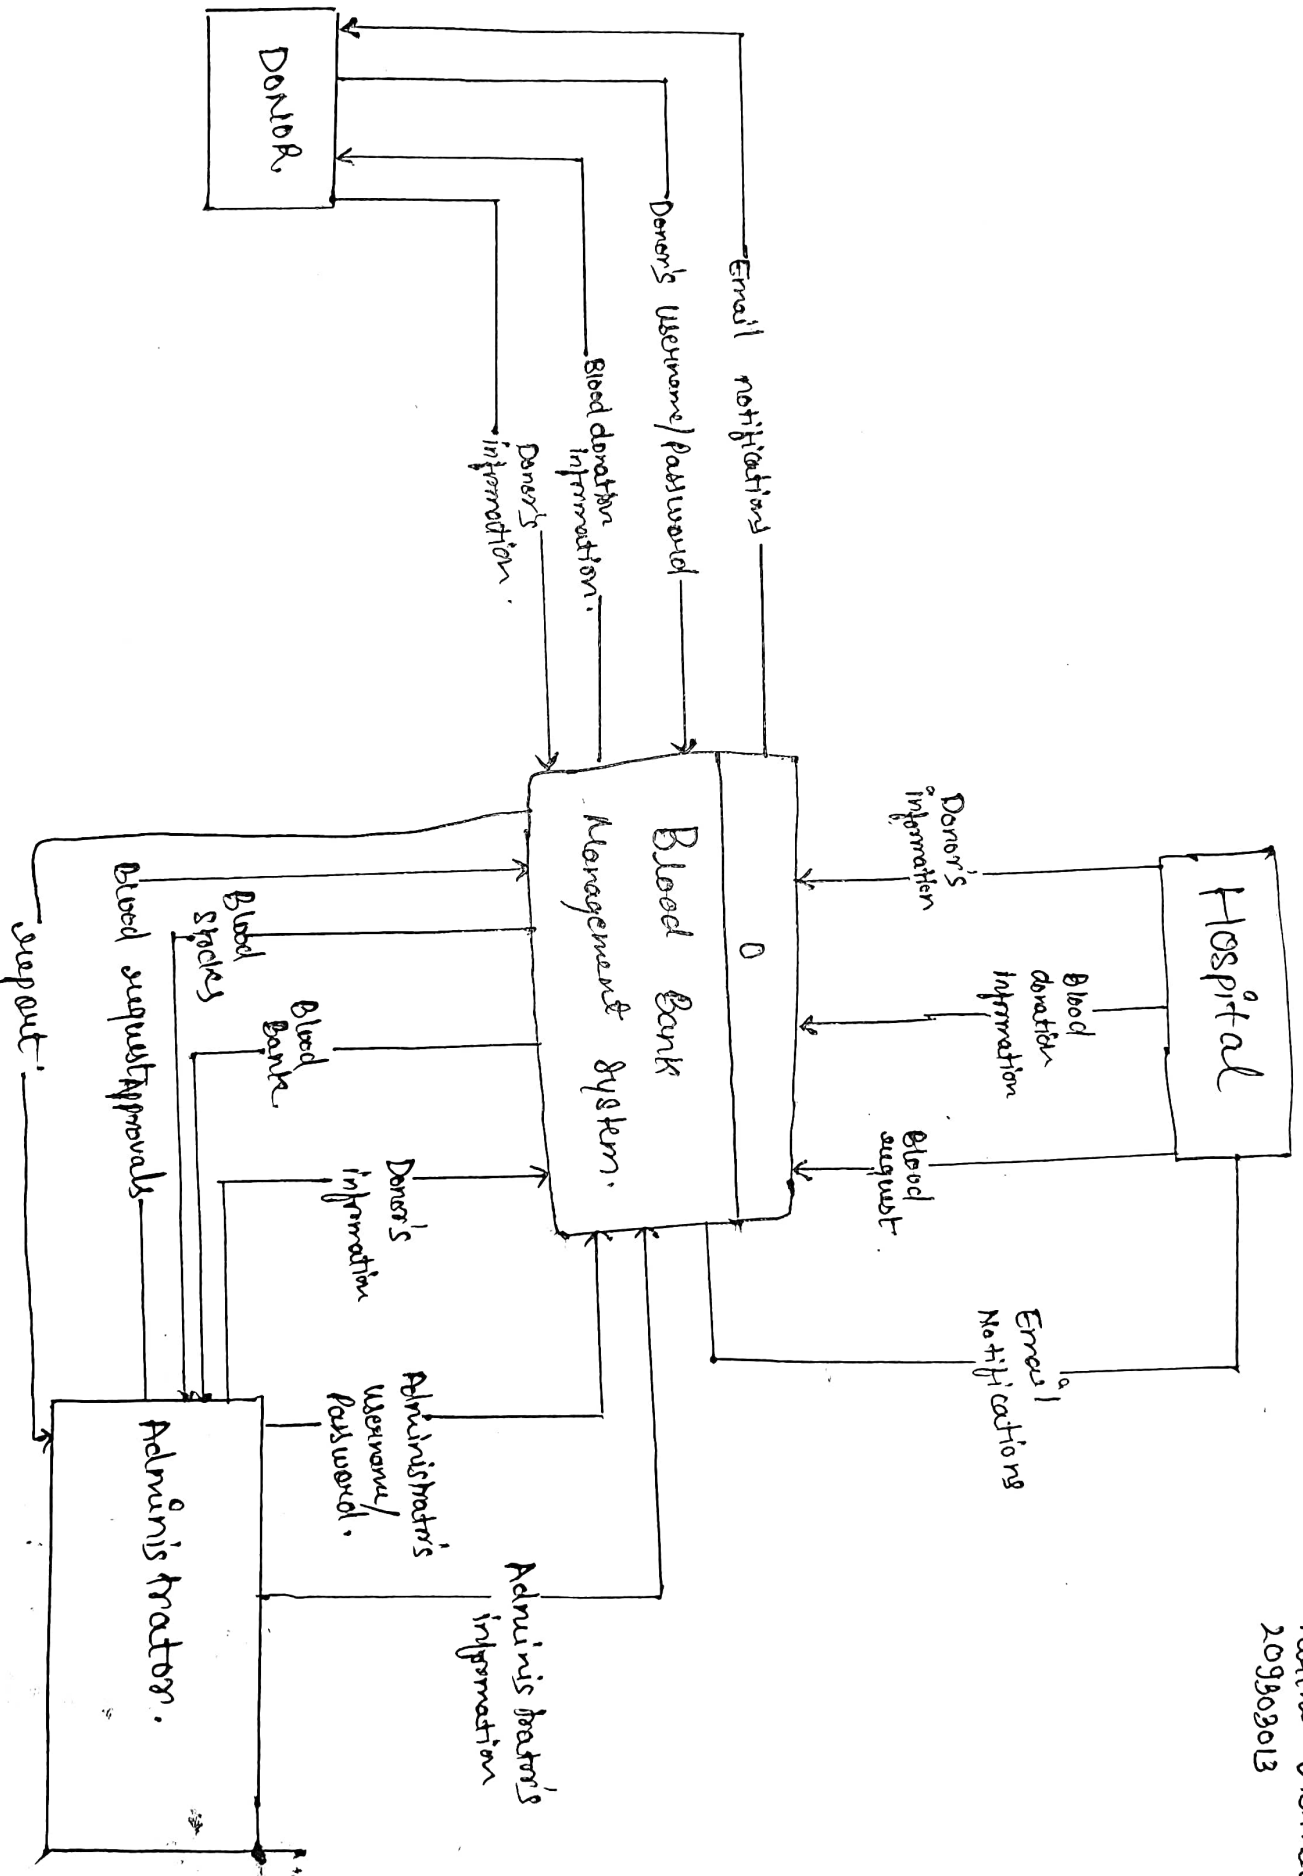 209303013
Hospital
Donor's
information
Blood
donation
information
Blood
request.
Email
Notifications
0
Blood Bank
Management System.
Email notifications
Donor's Username/Password
Blood donation
information.
Donor's
information.
DONOR.
Administrator's
information
Administrator's
username/
Password.
Donor's
information
Blood
Bank.
Blood
stocks
Blood request Approvals
report.
Administrator.